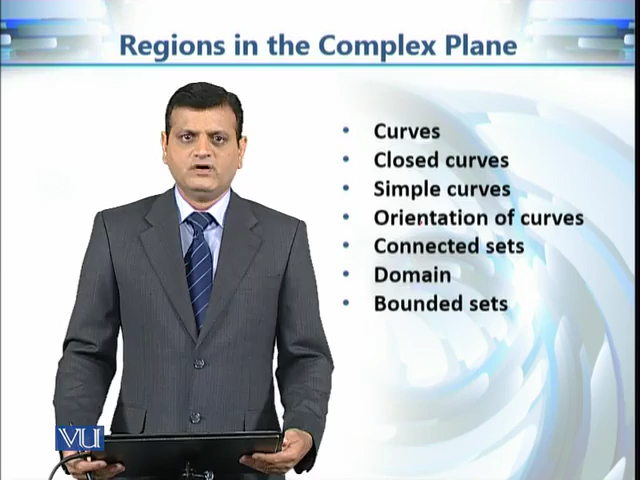 Regions in the Complex Plane
• Curves
• Closed curves
• Simple curves
• Orientation of curves
• Connected sets
• Domain
• Bounded sets
VU